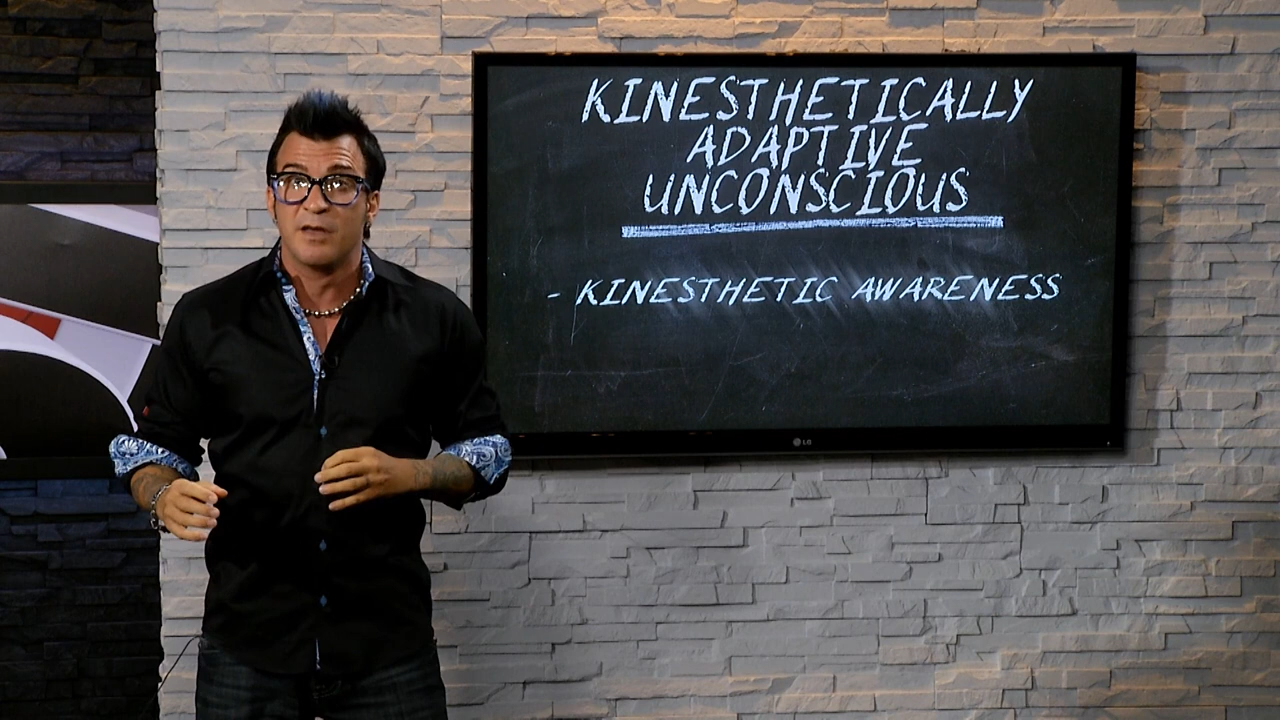 KINESTHETICALLY
ADAPTIVE
UNCONSCIOUS
- KINESTHETIC AWARENESS
LG